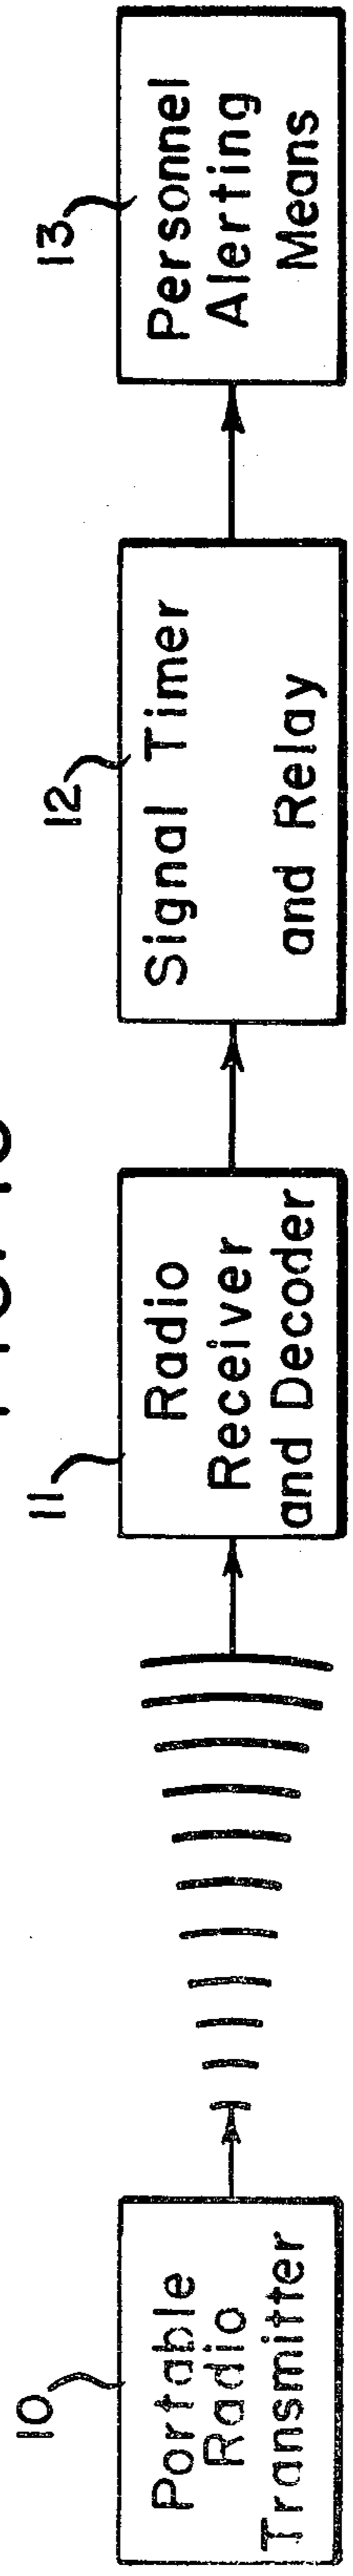 10
Portable
Radio
Transmitter
11
Radio
Receiver
and Decoder
12
Signal Timer
and Relay
13
Personnel
Alerting
Means